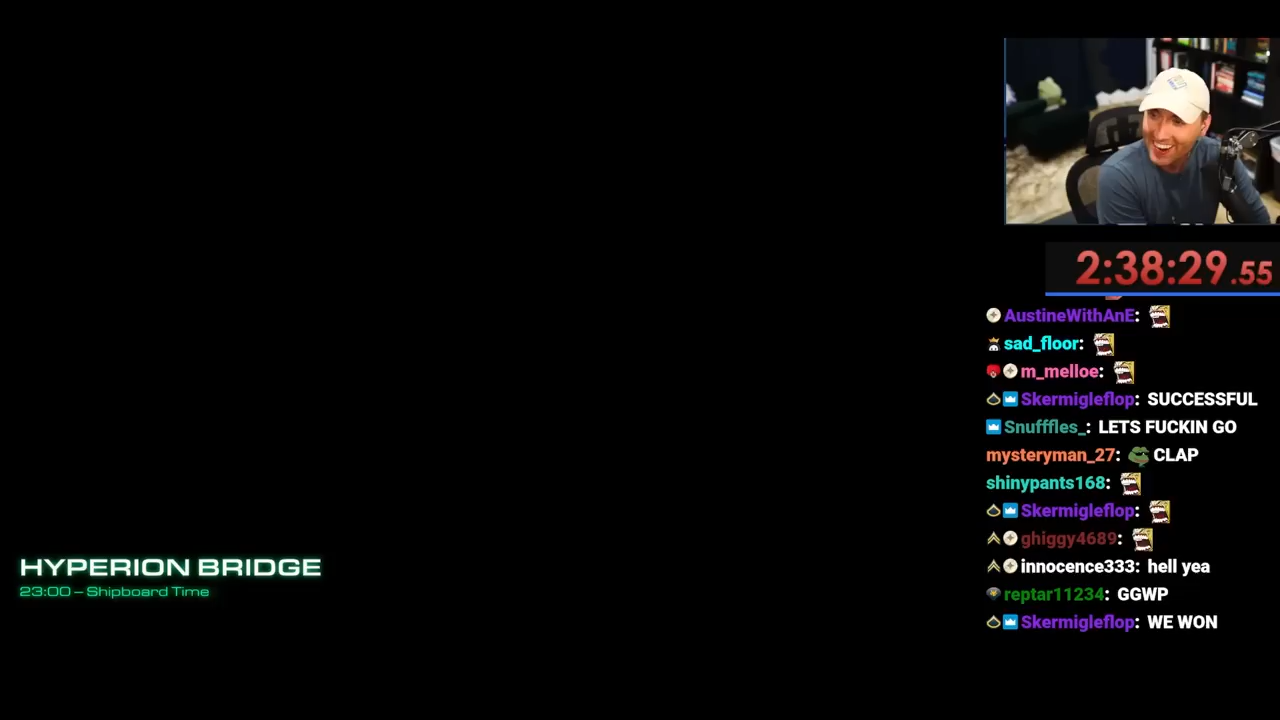 2:38:29.55
AustineWithAnE:
sad_floor:
m_melloe:
Skermigleflop: SUCCESSFUL
Snufffles_: LETS FUCKIN GO
mysteryman_27: CLAP
shinypants168:
Skermigleflop:
ghiggy4689:
innocence333: hell yea
reptar11234: GGWP
Skermigleflop: WE WON
HYPERION BRIDGE
23:00 – Shipboard Time